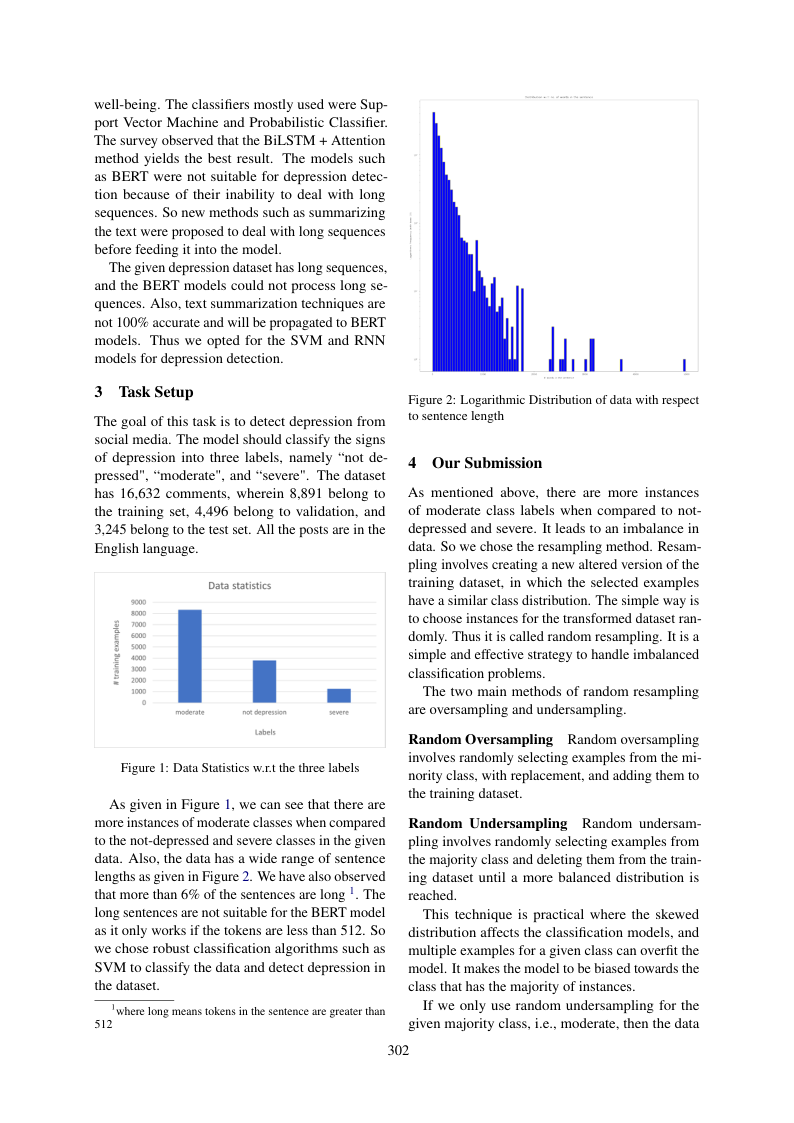 well-being. The classifiers mostly used were Sup-
port Vector Machine and Probabilistic Classifier.
The survey observed that the BiLSTM + Attention
method yields the best result. The models such
as BERT were not suitable for depression detec-
tion because of their inability to deal with long
sequences. So new methods such as summarizing
the text were proposed to deal with long sequences
before feeding it into the model.
The given depression dataset has long sequences,
and the BERT models could not process long se-
quences. Also, text summarization techniques are
not 100% accurate and will be propagated to BERT
models. Thus we opted for the SVM and RNN
models for depression detection.
3 Task Setup
The goal of this task is to detect depression from
social media. The model should classify the signs
of depression into three labels, namely “not de-
pressed", “moderate", and “severe". The dataset
has 16,632 comments, wherein 8,891 belong to
the training set, 4,496 belong to validation, and
3,245 belong to the test set. All the posts are in the
English language.
Data statistics
# training examples
9000
8000
7000
6000
5000
4000
3000
2000
1000
0
moderate not depression severe
Labels
Figure 1: Data Statistics w.r.t the three labels
As given in Figure 1, we can see that there are
more instances of moderate classes when compared
to the not-depressed and severe classes in the given
data. Also, the data has a wide range of sentence
lengths as given in Figure 2. We have also observed
that more than 6% of the sentences are long 1. The
long sentences are not suitable for the BERT model
as it only works if the tokens are less than 512. So
we chose robust classification algorithms such as
SVM to classify the data and detect depression in
the dataset.
1where long means tokens in the sentence are greater than
512
Figure 2: Logarithmic Distribution of data with respect
to sentence length
4 Our Submission
As mentioned above, there are more instances
of moderate class labels when compared to not-
depressed and severe. It leads to an imbalance in
data. So we chose the resampling method. Resam-
pling involves creating a new altered version of the
training dataset, in which the selected examples
have a similar class distribution. The simple way is
to choose instances for the transformed dataset ran-
domly. Thus it is called random resampling. It is a
simple and effective strategy to handle imbalanced
classification problems.
The two main methods of random resampling
are oversampling and undersampling.
Random Oversampling Random oversampling
involves randomly selecting examples from the mi-
nority class, with replacement, and adding them to
the training dataset.
Random Undersampling Random undersam-
pling involves randomly selecting examples from
the majority class and deleting them from the train-
ing dataset until a more balanced distribution is
reached.
This technique is practical where the skewed
distribution affects the classification models, and
multiple examples for a given class can overfit the
model. It makes the model to be biased towards the
class that has the majority of instances.
If we only use random undersampling for the
given majority class, i.e., moderate, then the data
302